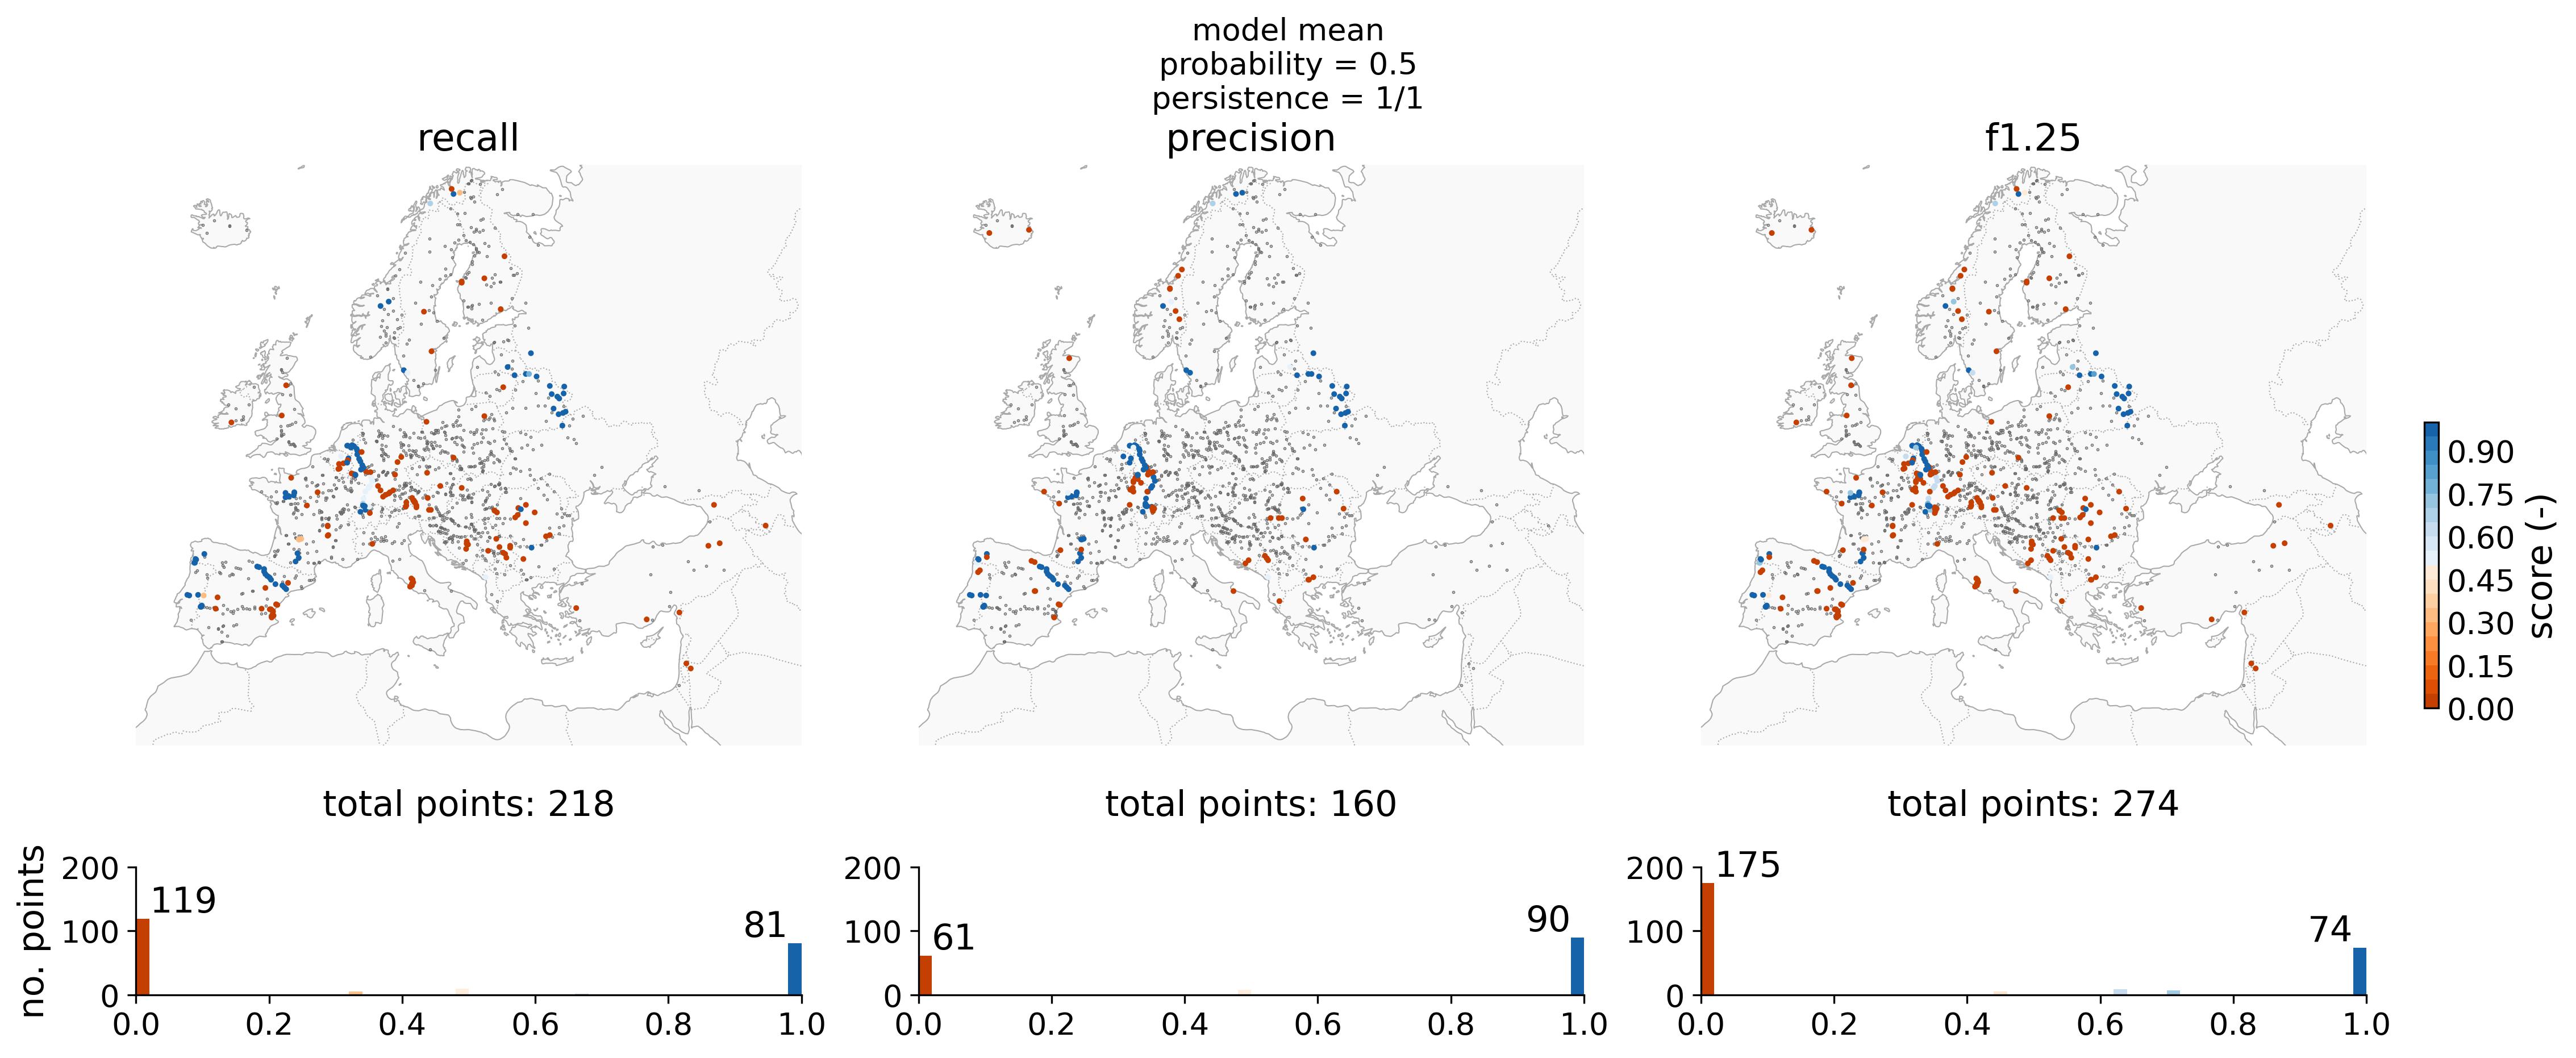 model mean
probability = 0.5
persistence = 1/1
recall
precision
f1.25
0.90
0.75
0.60
0.45
0.30
0.15
0.00
score (-)
total points: 218
total points: 160
total points: 274
no. points
200
100
0
119
81
0.0 0.2 0.4 0.6 0.8 1.0
200
100
0
61
90
0.0 0.2 0.4 0.6 0.8 1.0
200
100
0
175
74
0.0 0.2 0.4 0.6 0.8 1.0